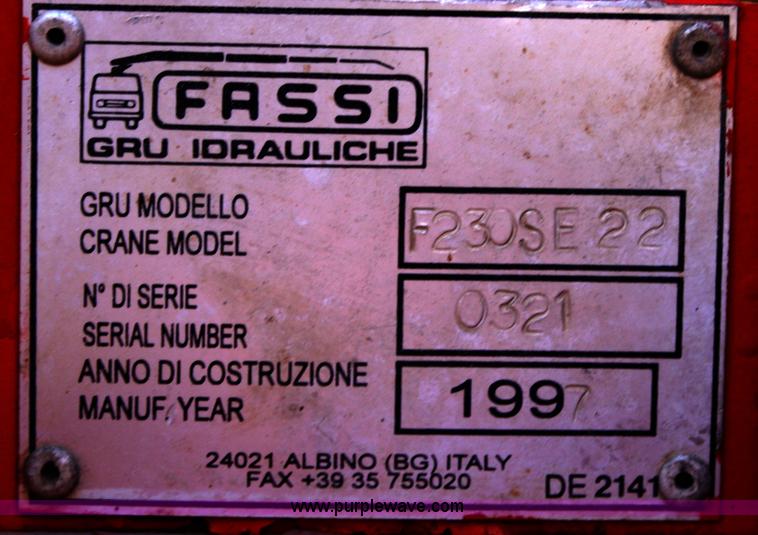 FASSI
GRU IDRAULICHE
GRU MODELLO
CRANE MODEL
F230SE 22
N° DI SERIE
SERIAL NUMBER
0321
ANNO DI COSTRUZIONE
MANUF. YEAR
1997
24021 ALBINO (BG) ITALY
FAX +39 35 755020
DE 2141
www.purplewave.com